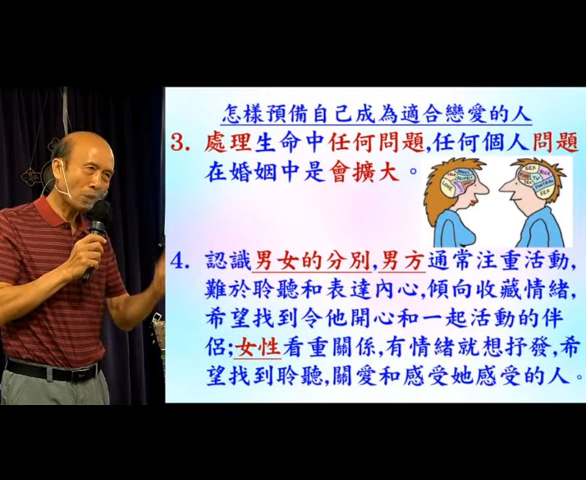 怎樣預備自己成為適合戀愛的人
3. 處理生命中任何問題,任何個人問題
在婚姻中是會擴大。
4. 認識男女的分別,男方通常注重活動,
難於聆聽和表達內心,傾向收藏情緒,
希望找到令他開心和一起活動的伴
侶;女性看重關係,有情緒就想抒發,希
望找到聆聽,關愛和感受她感受的人。